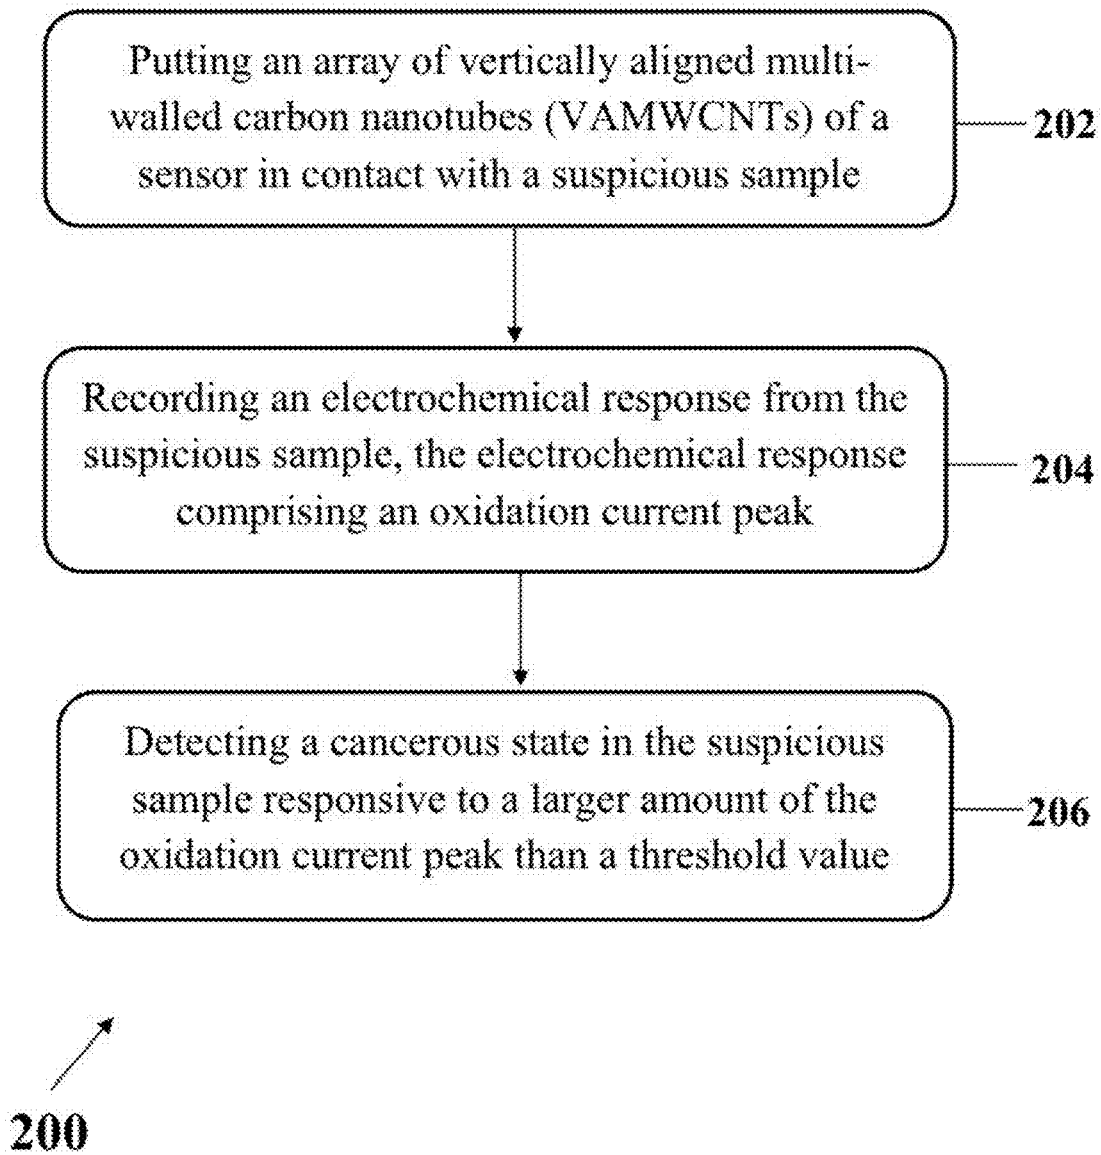 Putting an array of vertically aligned multi-
walled carbon nanotubes (VAMWCNTs) of a
sensor in contact with a suspicious sample
202
Recording an electrochemical response from the
suspicious sample, the electrochemical response
comprising an oxidation current peak
204
Detecting a cancerous state in the suspicious
sample responsive to a larger amount of the
oxidation current peak than a threshold value
206
200